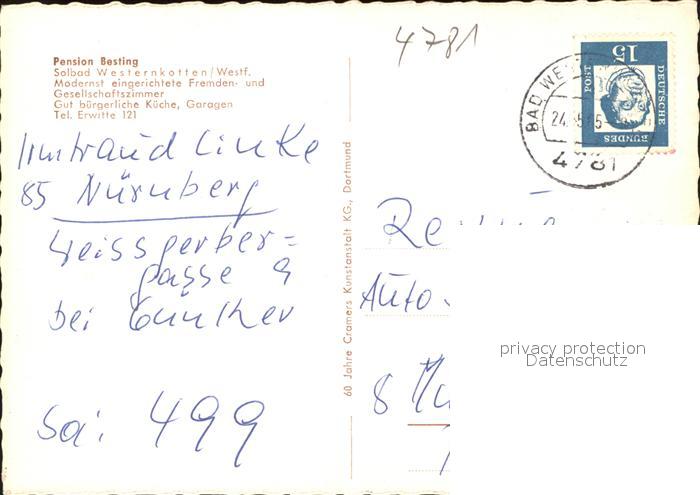 4781
Pension Besting
Solbad Westernkotten/Westf.
Modernst eingerichtete Fremden- und
Gesellschaftszimmer
Gut bürgerliche Küche, Garagen
Tel. Erwitte 121
Irmtraud Linke
85 Nürnberg
Weissgerber=
gasse 9
bei Günther
60 Jahre Cramers Kunstanstalt KG., Dortmund
15
DEUTSCHE
BUNDES
POST
BAD WE
24.
4781
Auto
8 Mü
privacy protection
Datenschutz
499